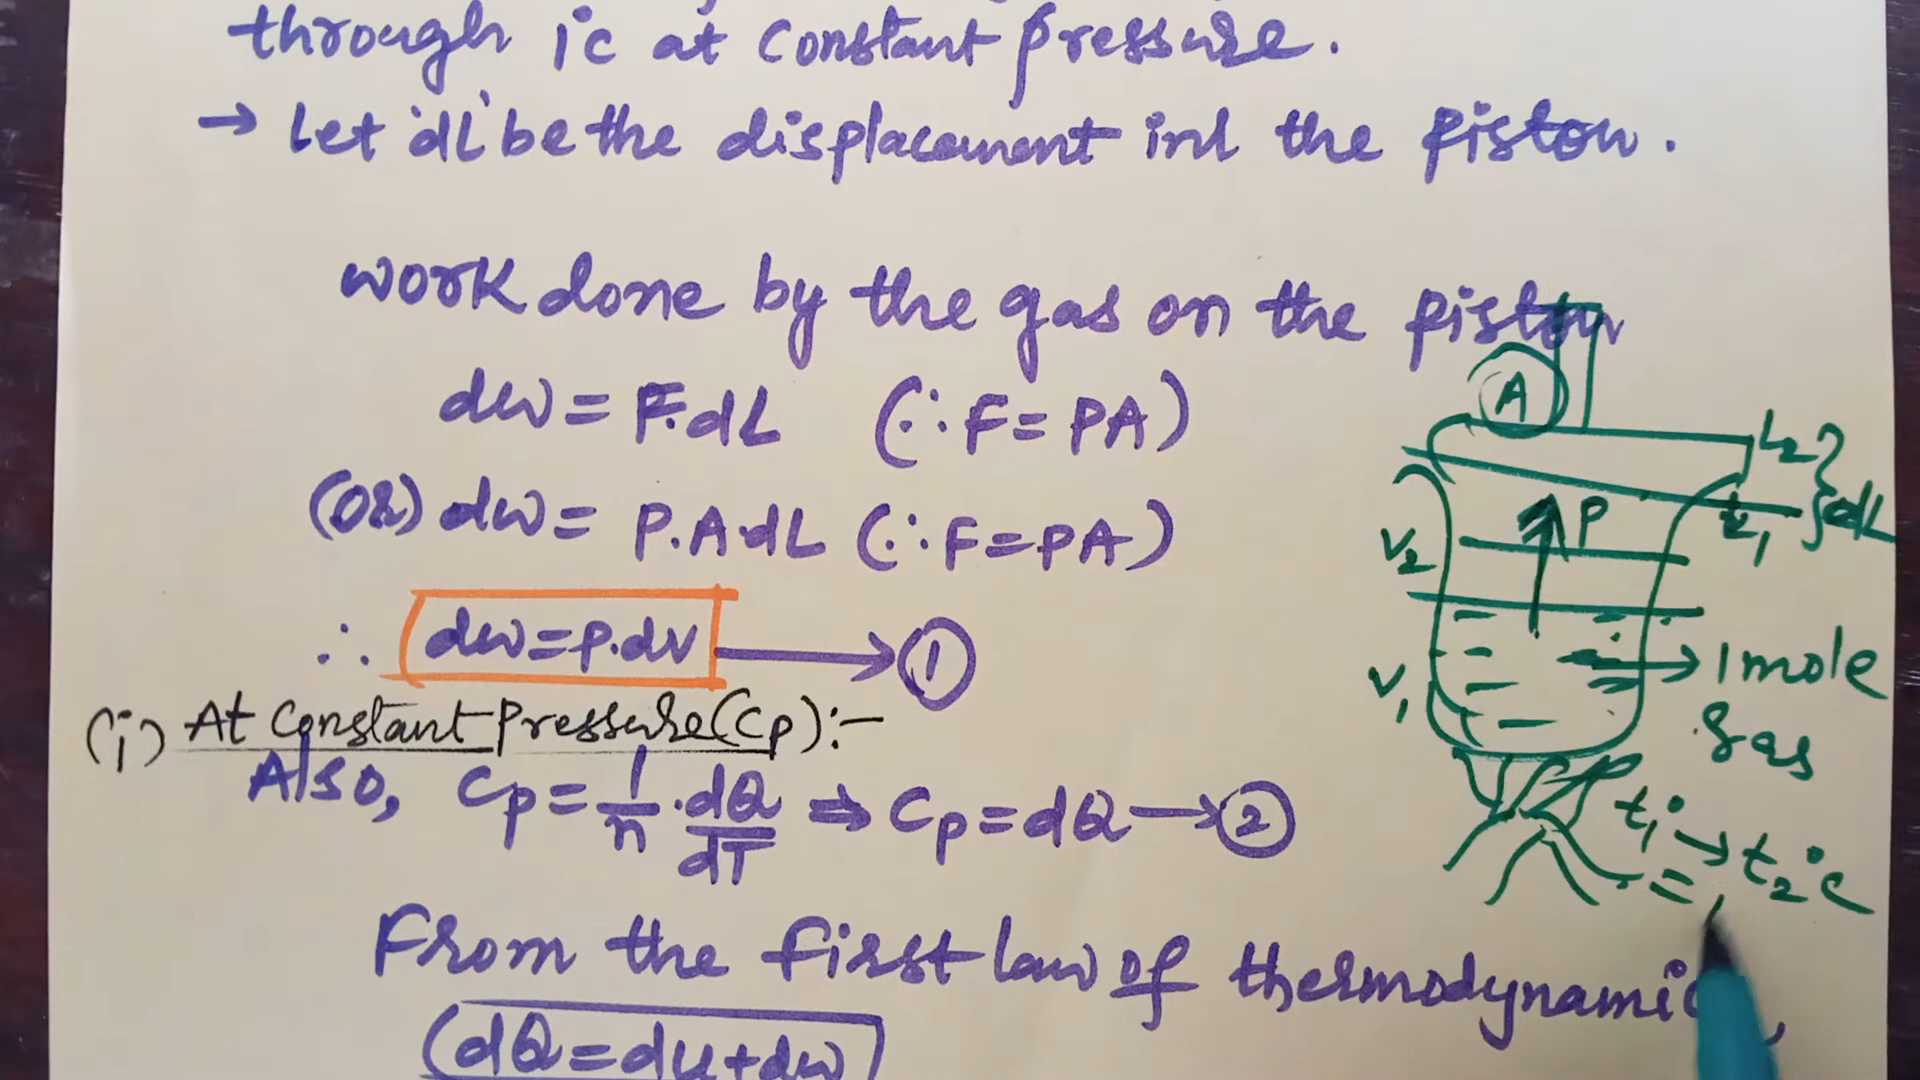 through 1°c at constant pressure.
→ Let 'dL' be the displacement in the piston.
work done by the gas on the piston
dw = F.dL (∵ F = PA)
(OR) dw = P.A dL (∵ F = PA)
∴ dw = p.dv → ①
(i) At Constant Pressure (Cp):-
Also, Cp = 1/n . dQ/dT ⇒ Cp = dQ → ②
From the first law of thermodynamic
(dQ = du + dw)
A
L2
L1
} dL
P
V2
V1
→ 1 mole
gas
t1° → t2°c
=